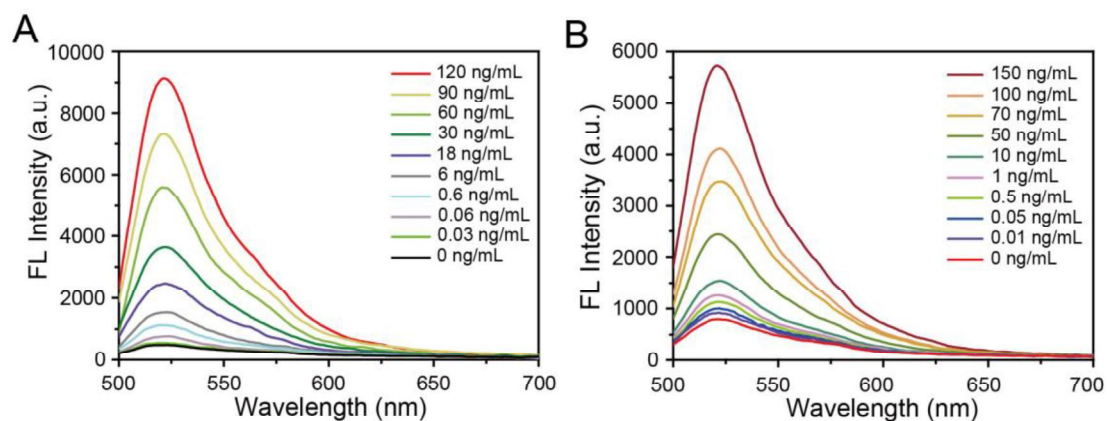 A
FL Intensity (a.u.)
10000
8000
6000
4000
2000
0
120 ng/mL
90 ng/mL
60 ng/mL
30 ng/mL
18 ng/mL
6 ng/mL
0.6 ng/mL
0.06 ng/mL
0.03 ng/mL
0 ng/mL
500 550 600 650 700
Wavelength (nm)
B
FL Intensity (a.u.)
6000
5000
4000
3000
2000
1000
0
150 ng/mL
100 ng/mL
70 ng/mL
50 ng/mL
10 ng/mL
1 ng/mL
0.5 ng/mL
0.05 ng/mL
0.01 ng/mL
0 ng/mL
500 550 600 650 700
Wavelength (nm)